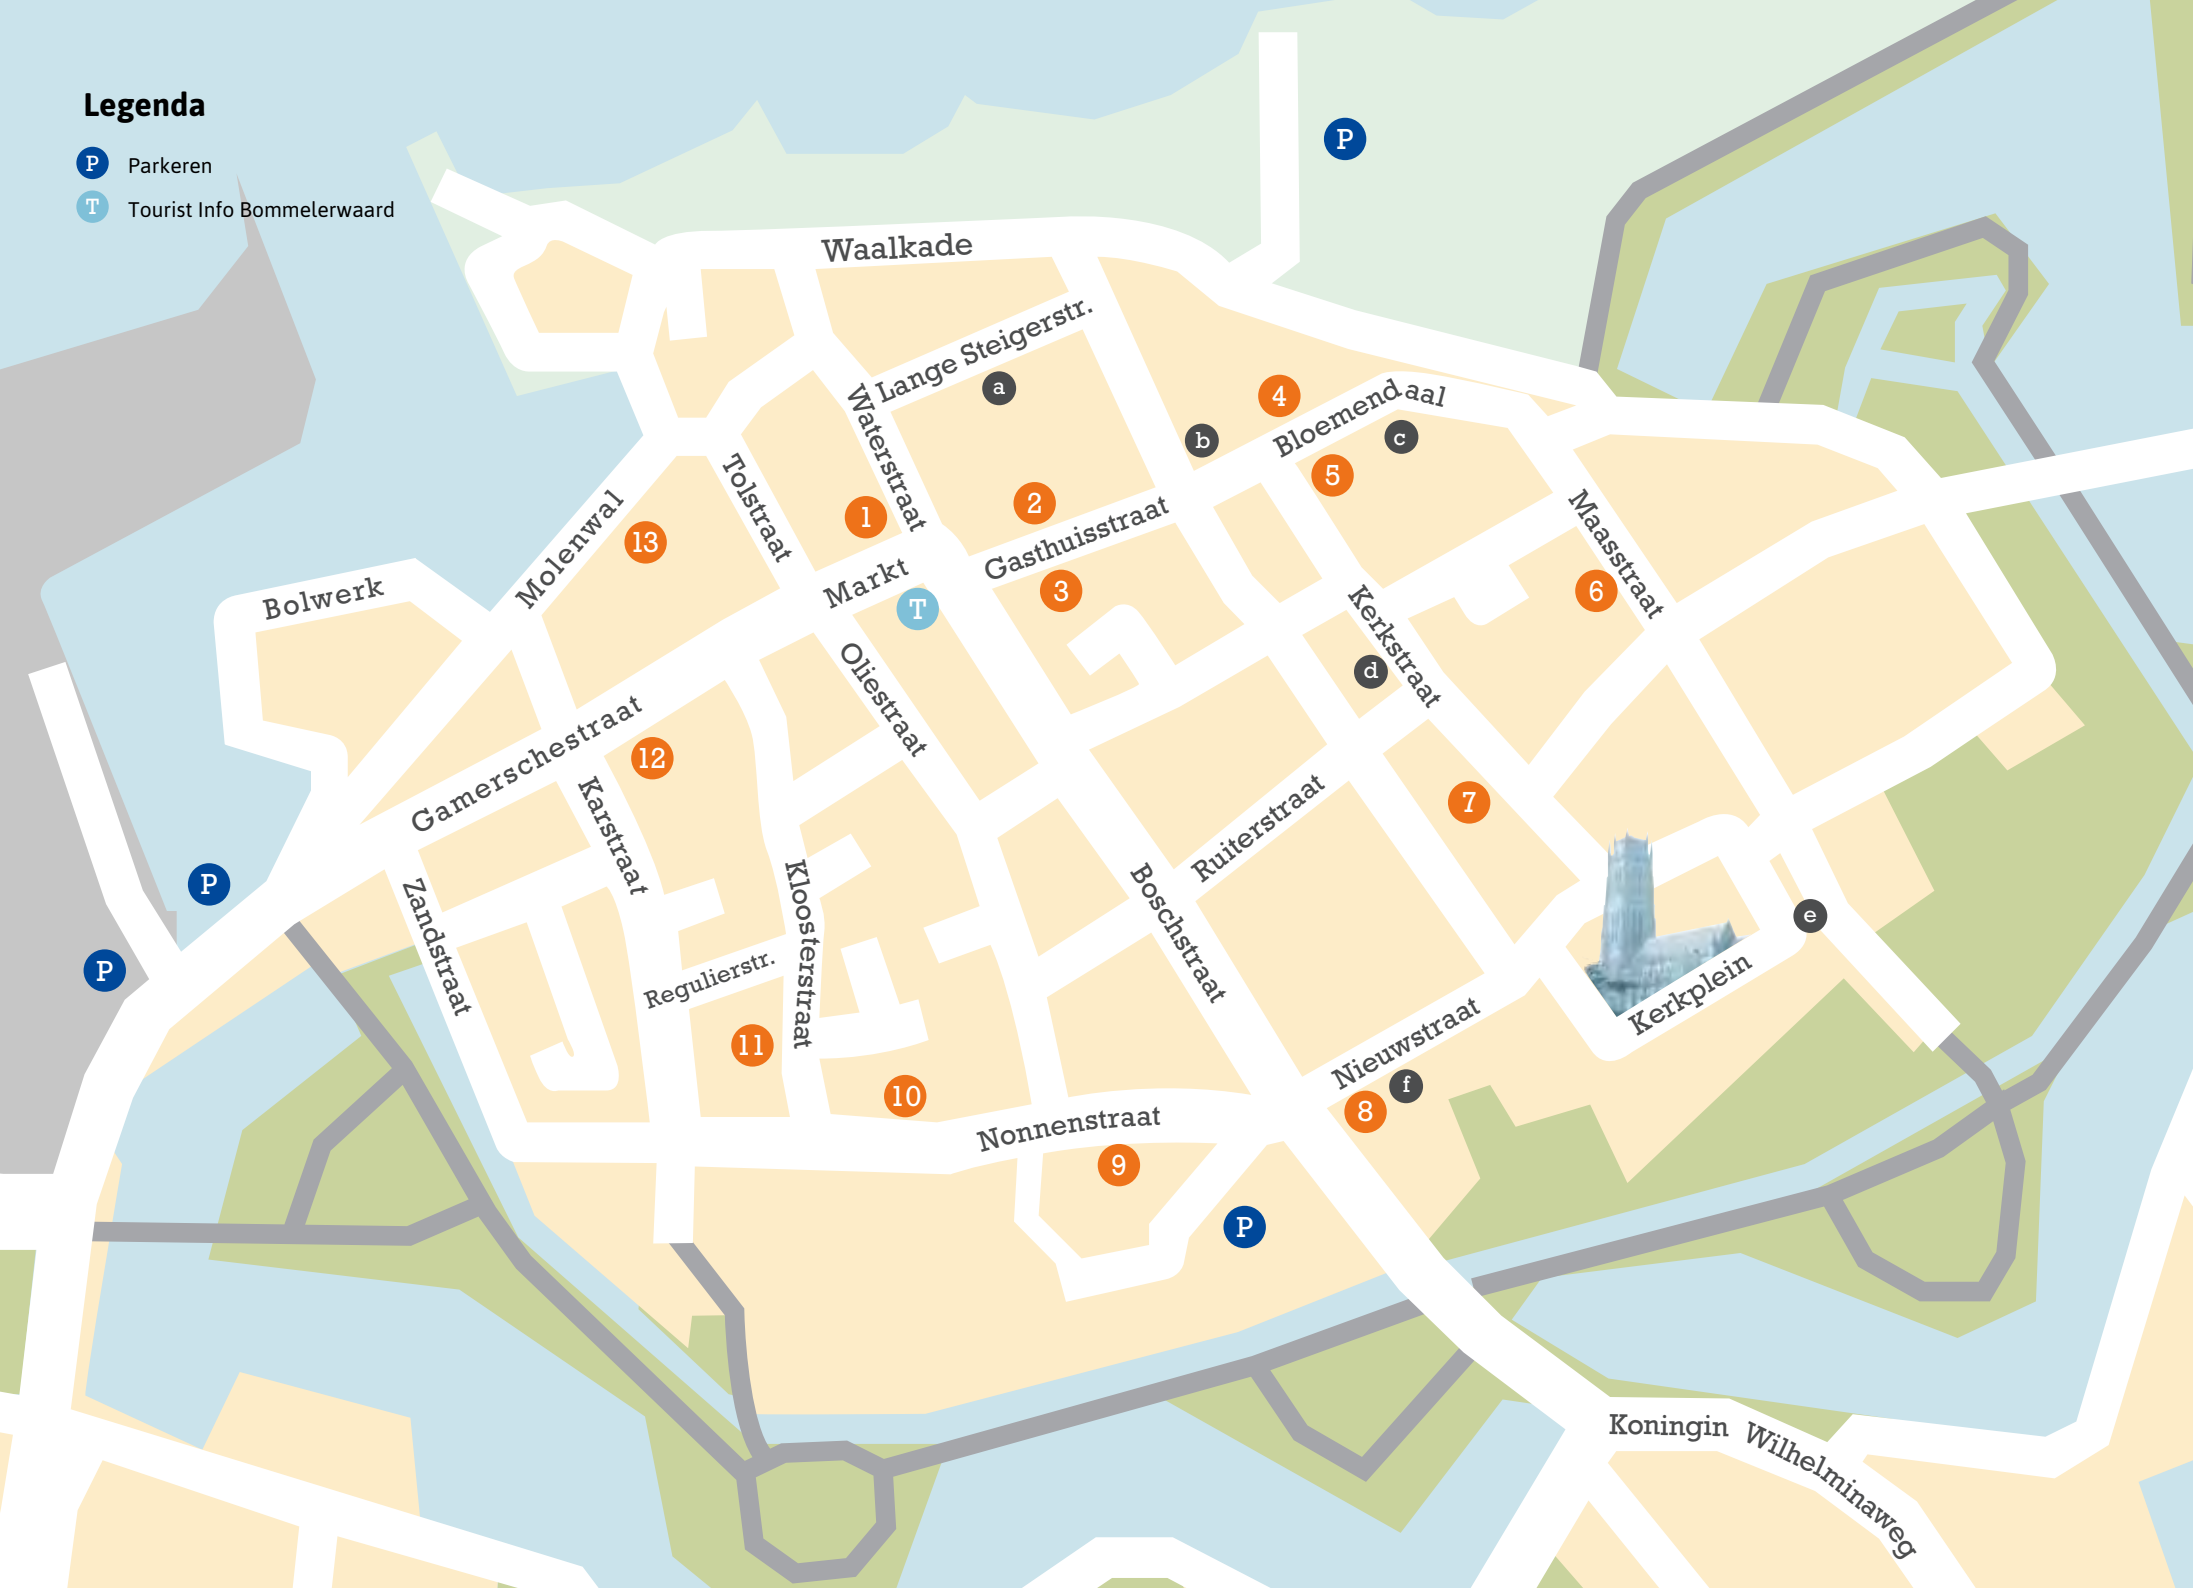 Legenda
P Parkeren
T Tourist Info Bommelerwaard
P
Waalkade
Lange Steigerstr.
a
4
Bloemendaal
b
c
5
Waterstraat
Tolstraat
1
2
Gasthuisstraat
Maasstraat
Molenwal
13
Markt
T
3
6
Bolwerk
Kerkstraat
d
Oliestraat
Gamerschestraat
12
Karstraat
7
Ruiterstraat
P
Zandstraat
Kloosterstraat
Boschstraat
e
P
Regulierstr.
Kerkplein
11
Nieuwstraat
f
10
8
Nonnenstraat
9
P
Koningin Wilhelminaweg